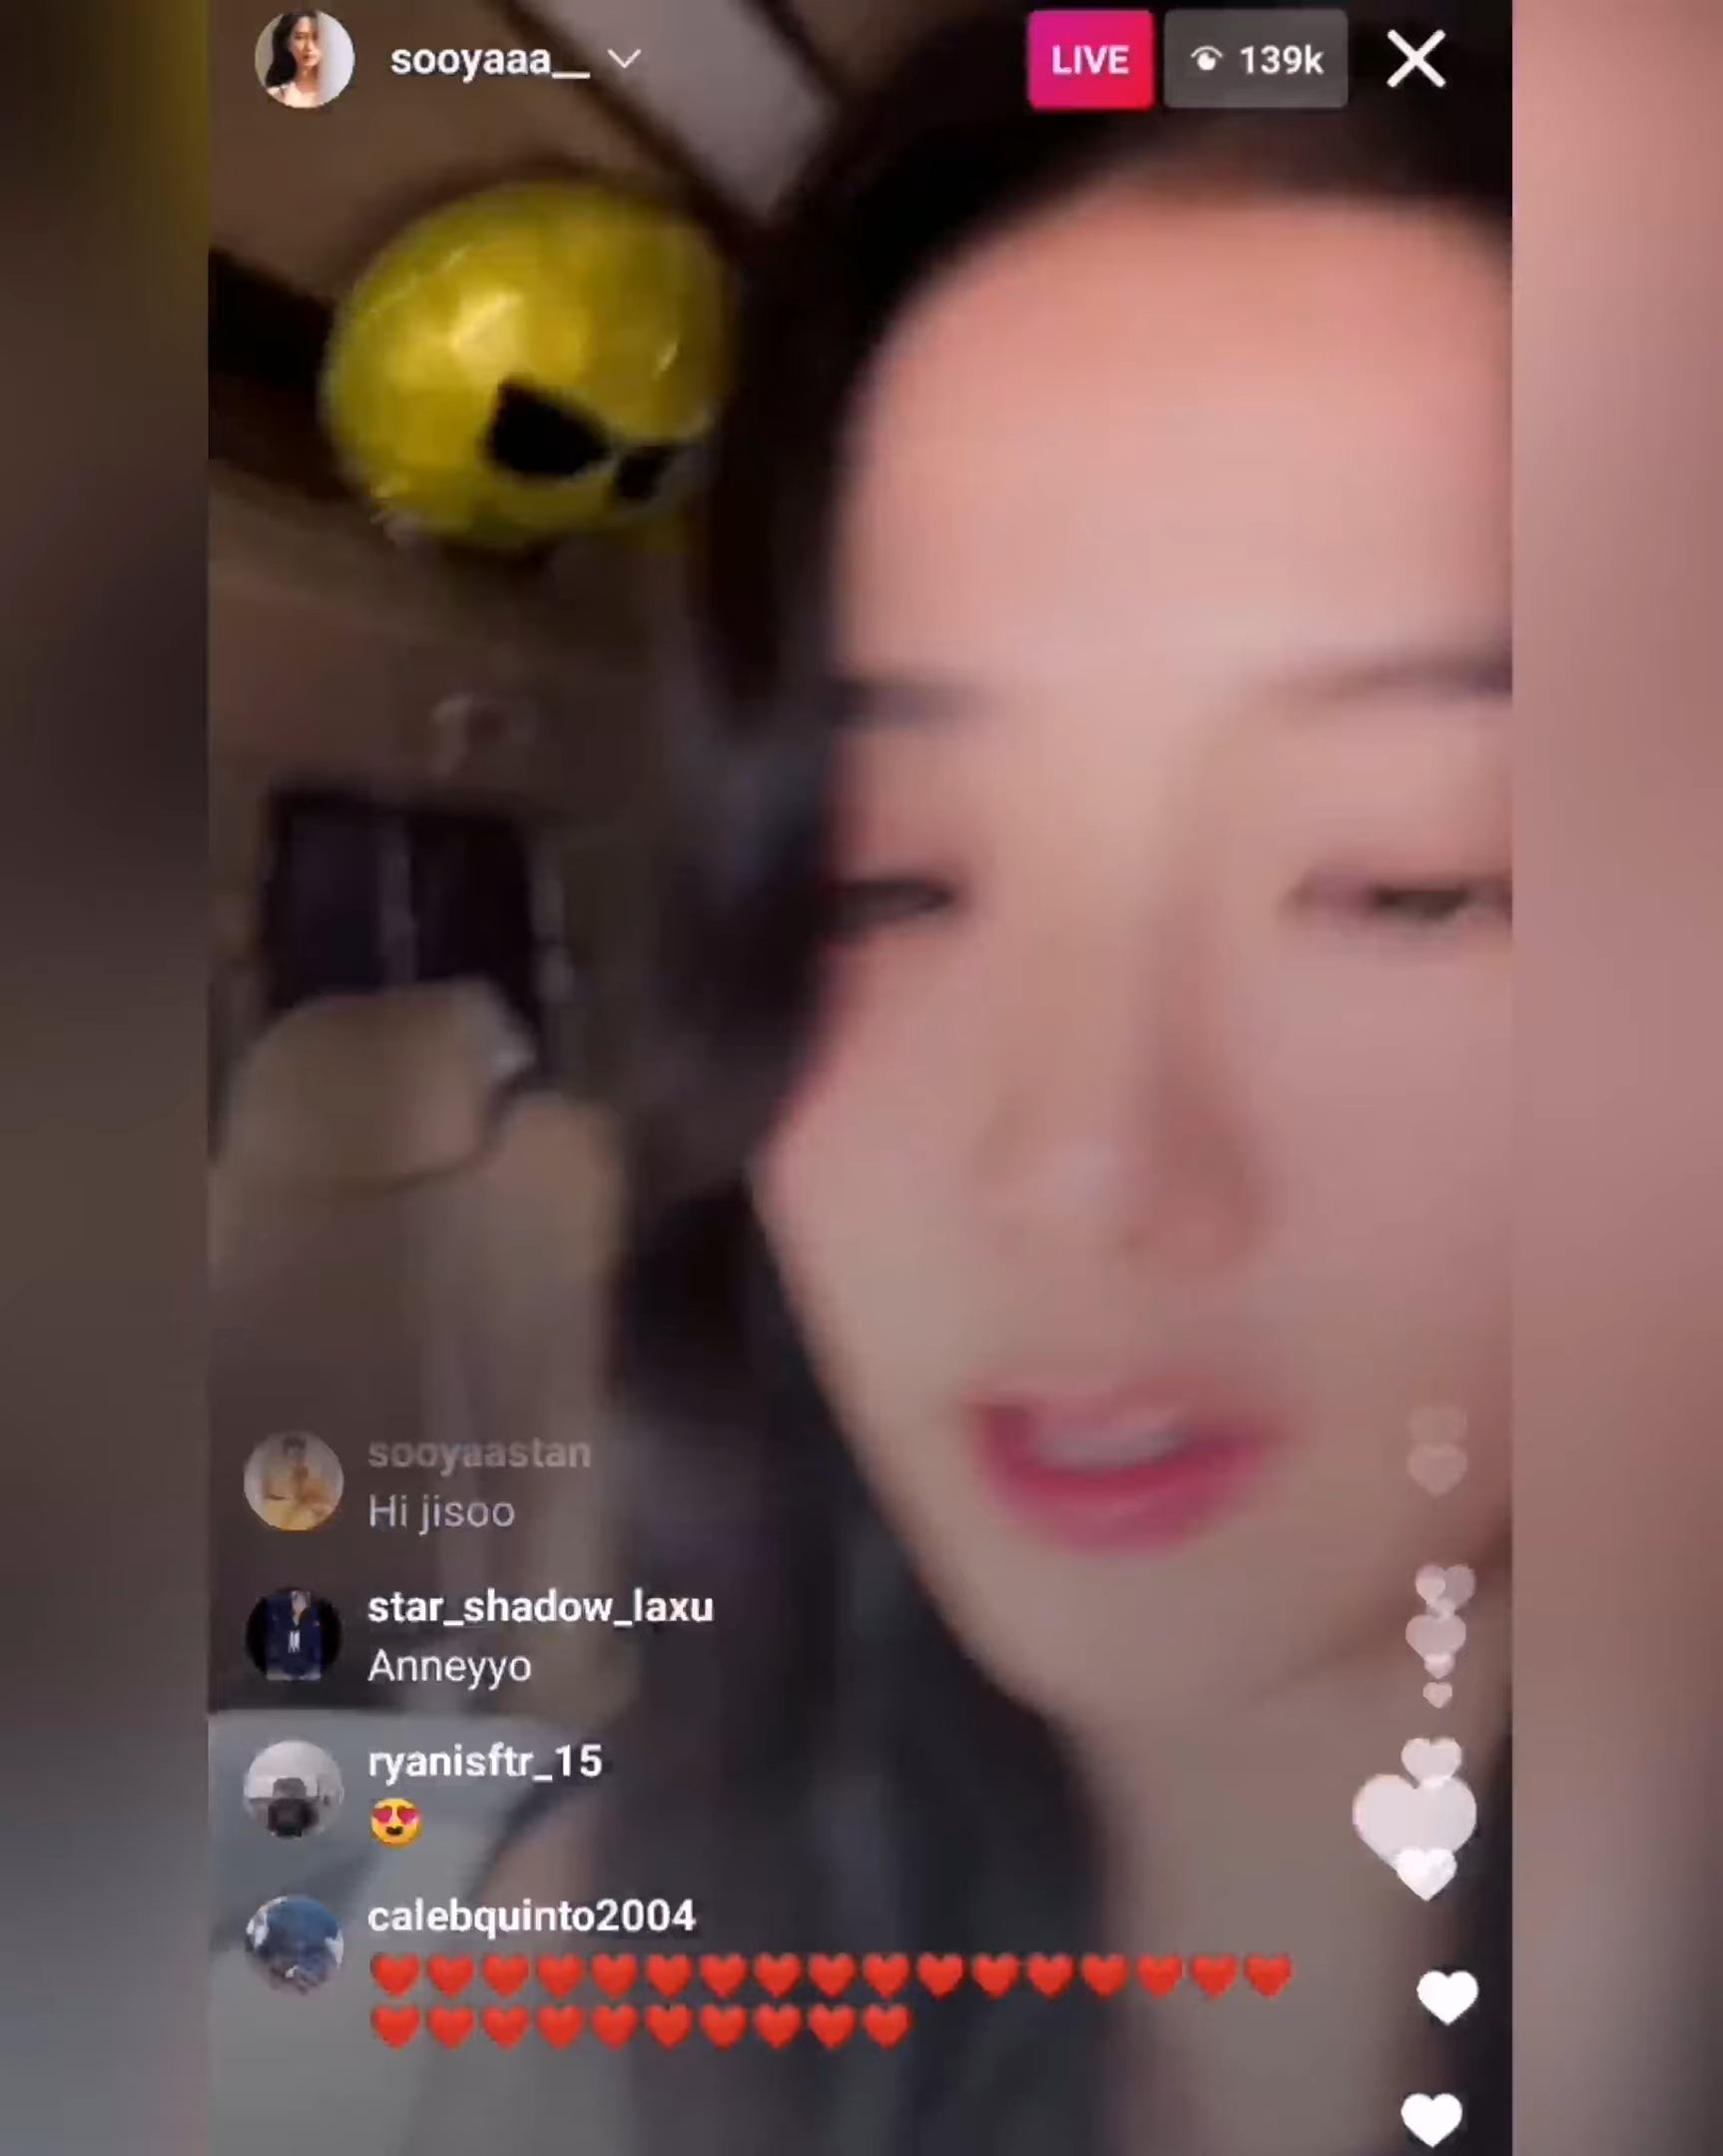 sooyaaa__
LIVE
139k
sooyaastan
Hi jisoo
star_shadow_laxu
Anneyyo
ryanisftr_15
😍
calebquinto2004
❤️❤️❤️❤️❤️❤️❤️❤️❤️❤️❤️❤️❤️❤️❤️❤️❤️
❤️❤️❤️❤️❤️❤️❤️❤️❤️❤️